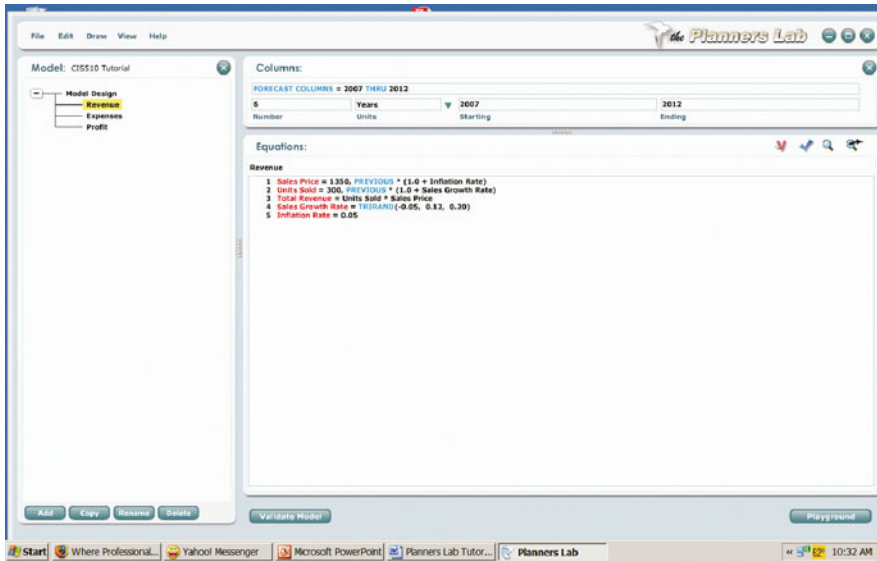 File Edit Draw View Help
the Planners Lab
Model: CIS510 Tutorial
Model Design
Revenue
Expenses
Profit
Add Copy Rename Delete
Columns:
FORECAST COLUMNS = 2007 THRU 2012
6 Years 2007 2012
Number Units Starting Ending
Equations:
Revenue
1 Sales Price = 1350, PREVIOUS * (1.0 + Inflation Rate)
2 Units Sold = 300, PREVIOUS * (1.0 + Sales Growth Rate)
3 Total Revenue = Units Sold * Sales Price
4 Sales Growth Rate = TRIRAND(-0.05, 0.12, 0.20)
5 Inflation Rate = 0.05
Validate Model Playground
Start Where Professional... Yahoo! Messenger Microsoft PowerPoint Planners Lab Tutor... Planners Lab 10:32 AM